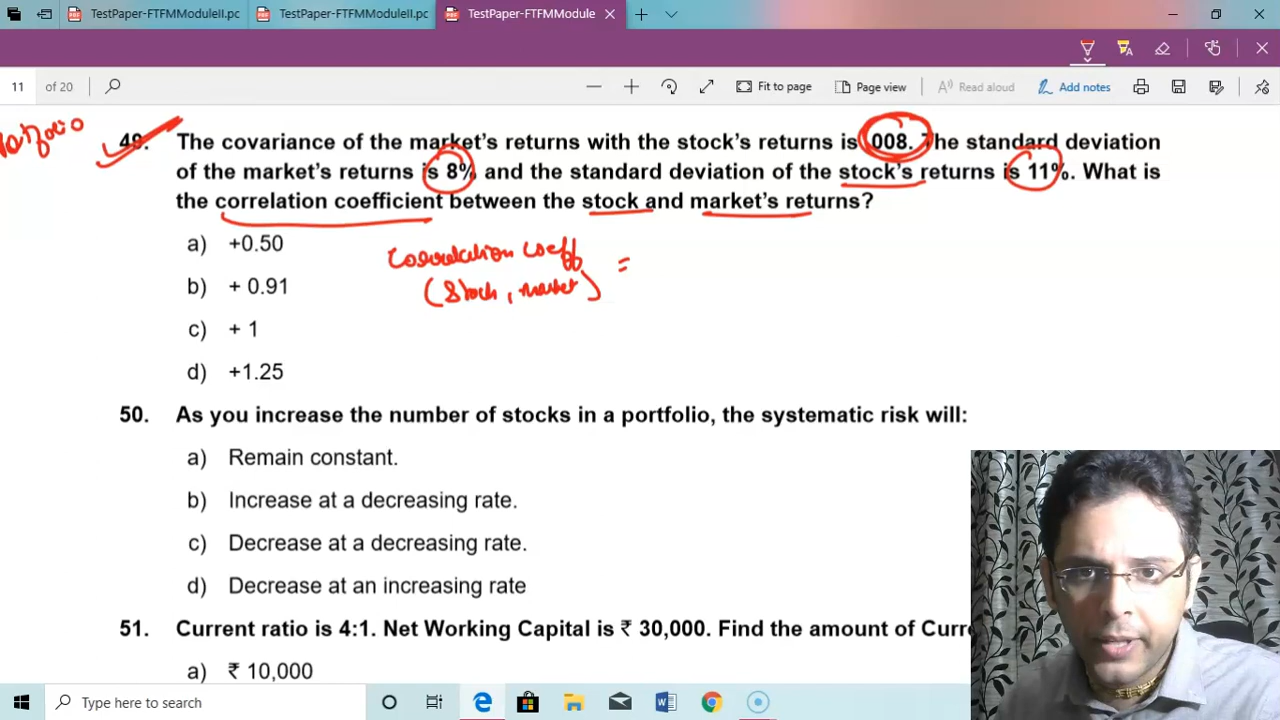 TestPaper-FTFMModuleII.pc
TestPaper-FTFMModuleII.pc
TestPaper-FTFMModule
11 of 20
Fit to page
Page view
Read aloud
Add notes
49. The covariance of the market's returns with the stock's returns is 008. The standard deviation
of the market's returns is 8% and the standard deviation of the stock's returns is 11%. What is
the correlation coefficient between the stock and market's returns?
a) +0.50
b) + 0.91
c) + 1
d) +1.25
Correlation coeff
(Stock, market) =
50. As you increase the number of stocks in a portfolio, the systematic risk will:
a) Remain constant.
b) Increase at a decreasing rate.
c) Decrease at a decreasing rate.
d) Decrease at an increasing rate
51. Current ratio is 4:1. Net Working Capital is ₹ 30,000. Find the amount of Curr
a) ₹ 10,000
Type here to search